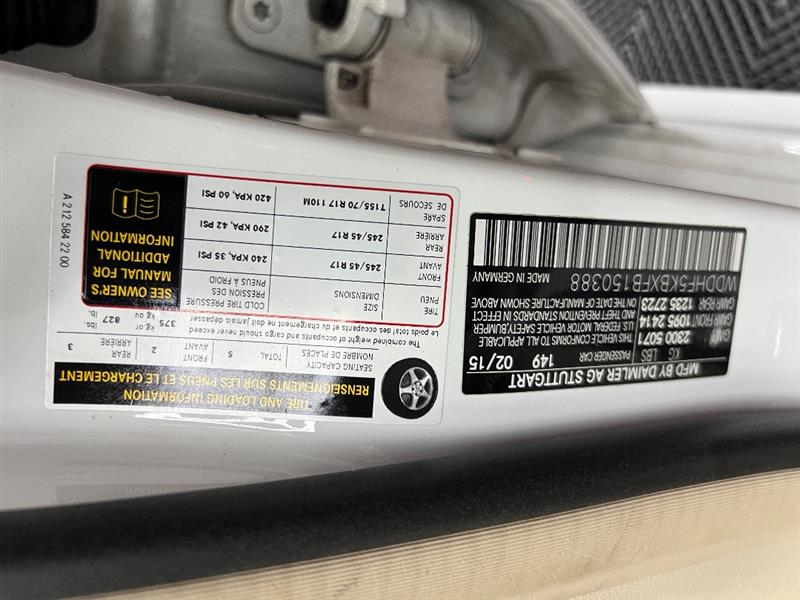 MFD BY DAIMLER AG STUTTGART
149 02/15
PASSENGER CAR
KG LBS
2300 5071
GAWR FRONT 1095 2414
GAWR REAR 1235 2723
THIS VEHICLE CONFORMS TO ALL APPLICABLE
U.S. FEDERAL MOTOR VEHICLE SAFETY, BUMPER
AND THEFT PREVENTION STANDARDS IN EFFECT
ON THE DATE OF MANUFACTURE SHOWN ABOVE
WDDHF5KBXFB150388
MADE IN GERMANY
TIRE AND LOADING INFORMATION
RENSEIGNEMENTS SUR LES PNEUS ET LE CHARGEMENT
SEATING CAPACITY
NOMBRE DE PLACES
TOTAL 5
FRONT
AVANT 2
REAR
ARRIÈRE 3
The combined weight of occupants and cargo should never exceed
Le poids total des occupants et du chargement ne doit jamais dépasser
375 kg or
kg ou
827 lbs.
lb.
TIRE
PNEU
SIZE
DIMENSIONS
COLD TIRE PRESSURE
PRESSION DES
PNEUS A FROID
FRONT
AVANT
245/45 R17
240 KPA, 35 PSI
REAR
ARRIÈRE
245/45 R17
290 KPA, 42 PSI
SPARE
DE SECOURS
T155/70 R17 110M
420 KPA, 60 PSI
SEE OWNER'S
MANUAL FOR
ADDITIONAL
INFORMATION
A 212 584 22 00